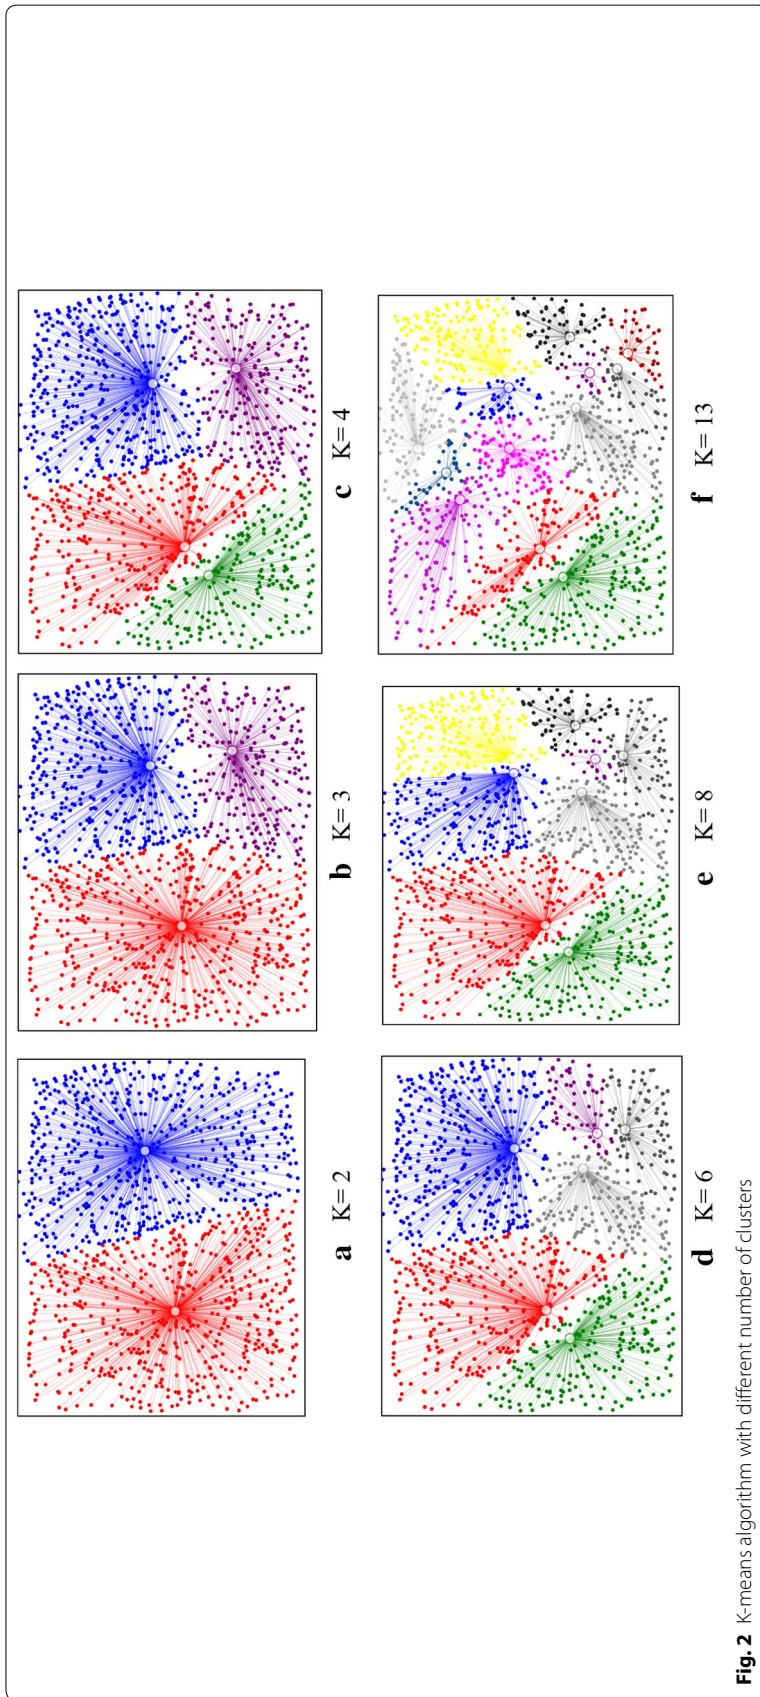 a K= 2
b K= 3
c K= 4
d K= 6
e K= 8
f K= 13
Fig. 2 K-means algorithm with different number of clusters